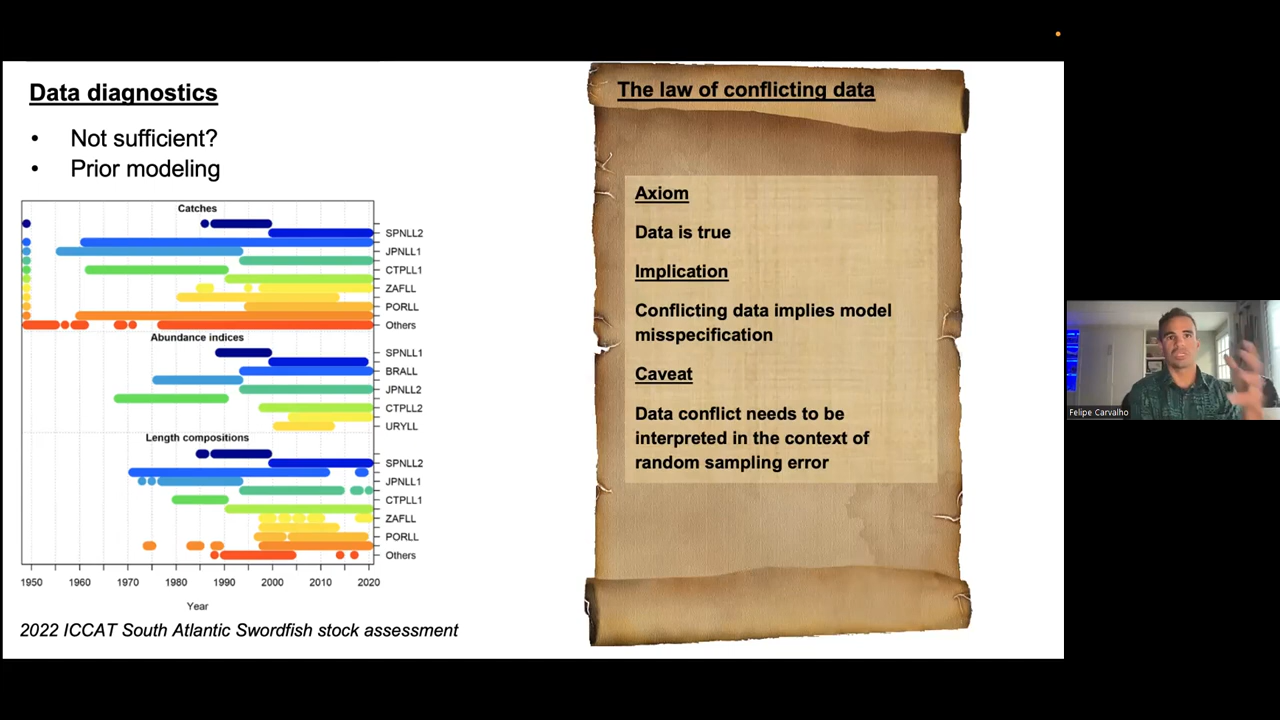 Data diagnostics
• Not sufficient?
• Prior modeling
Catches
SPNLL2
JPNLL1
CTPLL1
ZAFLL
PORLL
Others
Abundance indices
SPNLL1
BRALL
JPNLL2
CTPLL2
URYLL
Length compositions
SPNLL2
JPNLL1
CTPLL1
ZAFLL
PORLL
Others
1950 1960 1970 1980 1990 2000 2010 2020
Year
2022 ICCAT South Atlantic Swordfish stock assessment
The law of conflicting data
Axiom
Data is true
Implication
Conflicting data implies model
misspecification
Caveat
Data conflict needs to be
interpreted in the context of
random sampling error
Felipe Carvalho